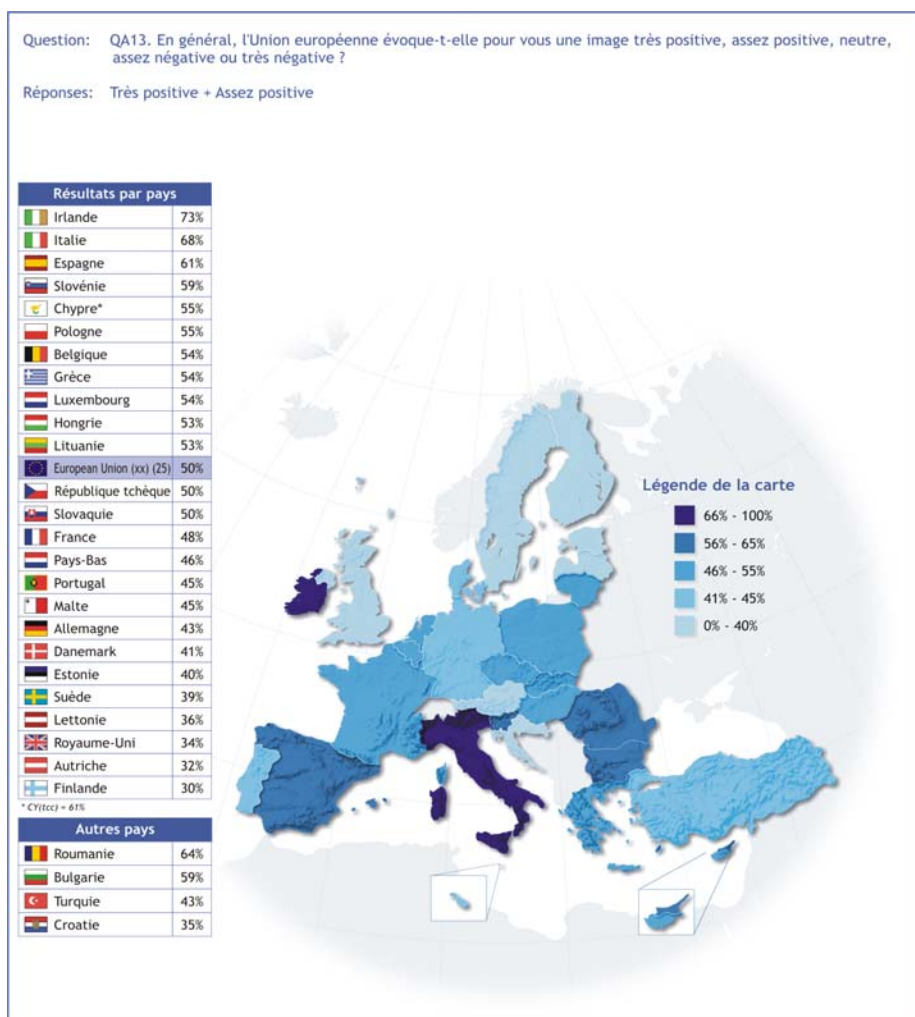 Question: QA13. En général, l'Union européenne évoque-t-elle pour vous une image très positive, assez positive, neutre,
assez négative ou très négative ?
Réponses: Très positive + Assez positive
Résultats par pays
Irlande 73%
Italie 68%
Espagne 61%
Slovénie 59%
Chypre* 55%
Pologne 55%
Belgique 54%
Grèce 54%
Luxembourg 54%
Hongrie 53%
Lituanie 53%
European Union (xx) (25) 50%
République tchèque 50%
Slovaquie 50%
France 48%
Pays-Bas 46%
Portugal 45%
Malte 45%
Allemagne 43%
Danemark 41%
Estonie 40%
Suède 39%
Lettonie 36%
Royaume-Uni 34%
Autriche 32%
Finlande 30%
* CY(tcc) = 61%
Autres pays
Roumanie 64%
Bulgarie 59%
Turquie 43%
Croatie 35%
Légende de la carte
66% - 100%
56% - 65%
46% - 55%
41% - 45%
0% - 40%